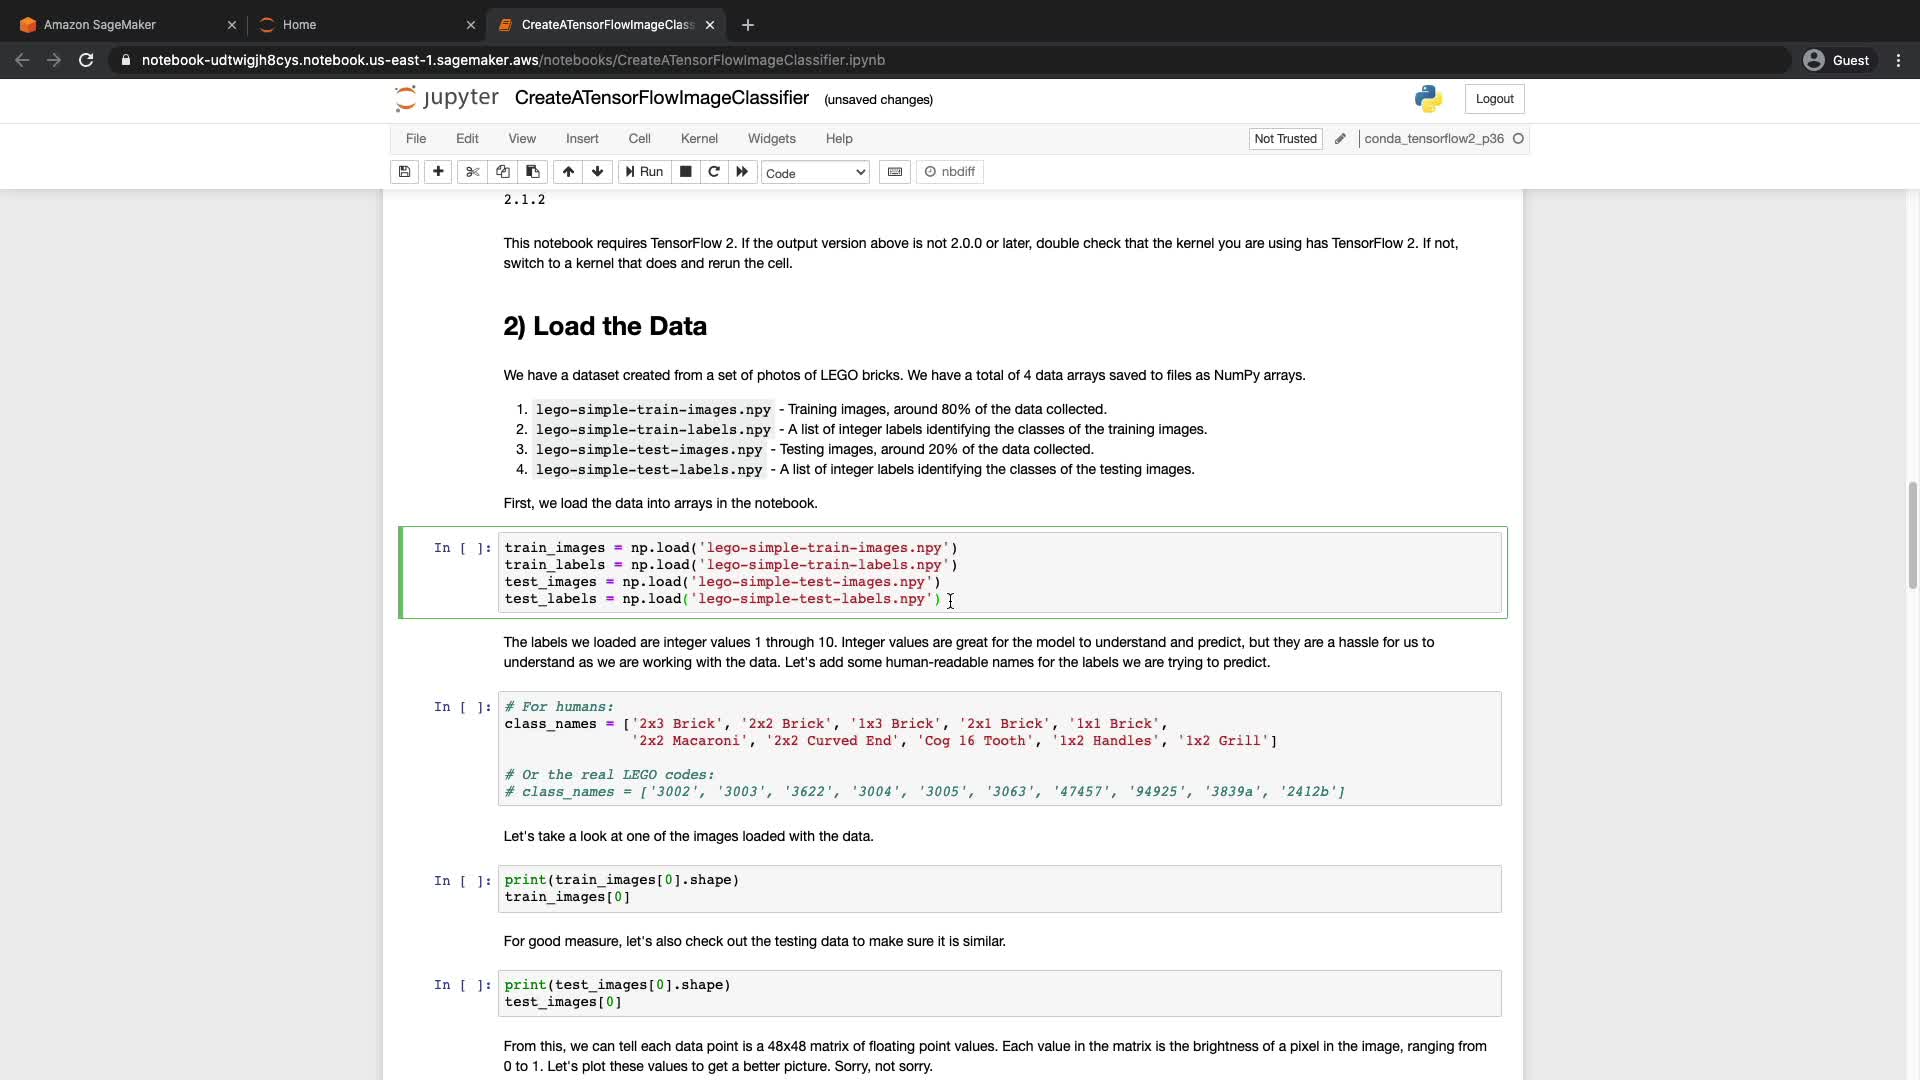 Amazon SageMaker
Home
CreateATensorFlowImageClass
notebook-udtwigjh8cys.notebook.us-east-1.sagemaker.aws/notebooks/CreateATensorFlowImageClassifier.ipynb
Guest
jupyter
CreateATensorFlowImageClassifier (unsaved changes)
Logout
File Edit View Insert Cell Kernel Widgets Help
Not Trusted
conda_tensorflow2_p36
Run
Code
nbdiff
2.1.2
This notebook requires TensorFlow 2. If the output version above is not 2.0.0 or later, double check that the kernel you are using has TensorFlow 2. If not,
switch to a kernel that does and rerun the cell.
2) Load the Data
We have a dataset created from a set of photos of LEGO bricks. We have a total of 4 data arrays saved to files as NumPy arrays.
1. lego-simple-train-images.npy - Training images, around 80% of the data collected.
2. lego-simple-train-labels.npy - A list of integer labels identifying the classes of the training images.
3. lego-simple-test-images.npy - Testing images, around 20% of the data collected.
4. lego-simple-test-labels.npy - A list of integer labels identifying the classes of the testing images.
First, we load the data into arrays in the notebook.
In [ ]: train_images = np.load('lego-simple-train-images.npy')
train_labels = np.load('lego-simple-train-labels.npy')
test_images = np.load('lego-simple-test-images.npy')
test_labels = np.load('lego-simple-test-labels.npy')
The labels we loaded are integer values 1 through 10. Integer values are great for the model to understand and predict, but they are a hassle for us to
understand as we are working with the data. Let's add some human-readable names for the labels we are trying to predict.
In [ ]: # For humans:
class_names = ['2x3 Brick', '2x2 Brick', '1x3 Brick', '2x1 Brick', '1x1 Brick',
'2x2 Macaroni', '2x2 Curved End', 'Cog 16 Tooth', '1x2 Handles', '1x2 Grill']
# Or the real LEGO codes:
# class_names = ['3002', '3003', '3622', '3004', '3005', '3063', '47457', '94925', '3839a', '2412b']
Let's take a look at one of the images loaded with the data.
In [ ]: print(train_images[0].shape)
train_images[0]
For good measure, let's also check out the testing data to make sure it is similar.
In [ ]: print(test_images[0].shape)
test_images[0]
From this, we can tell each data point is a 48x48 matrix of floating point values. Each value in the matrix is the brightness of a pixel in the image, ranging from
0 to 1. Let's plot these values to get a better picture. Sorry, not sorry.